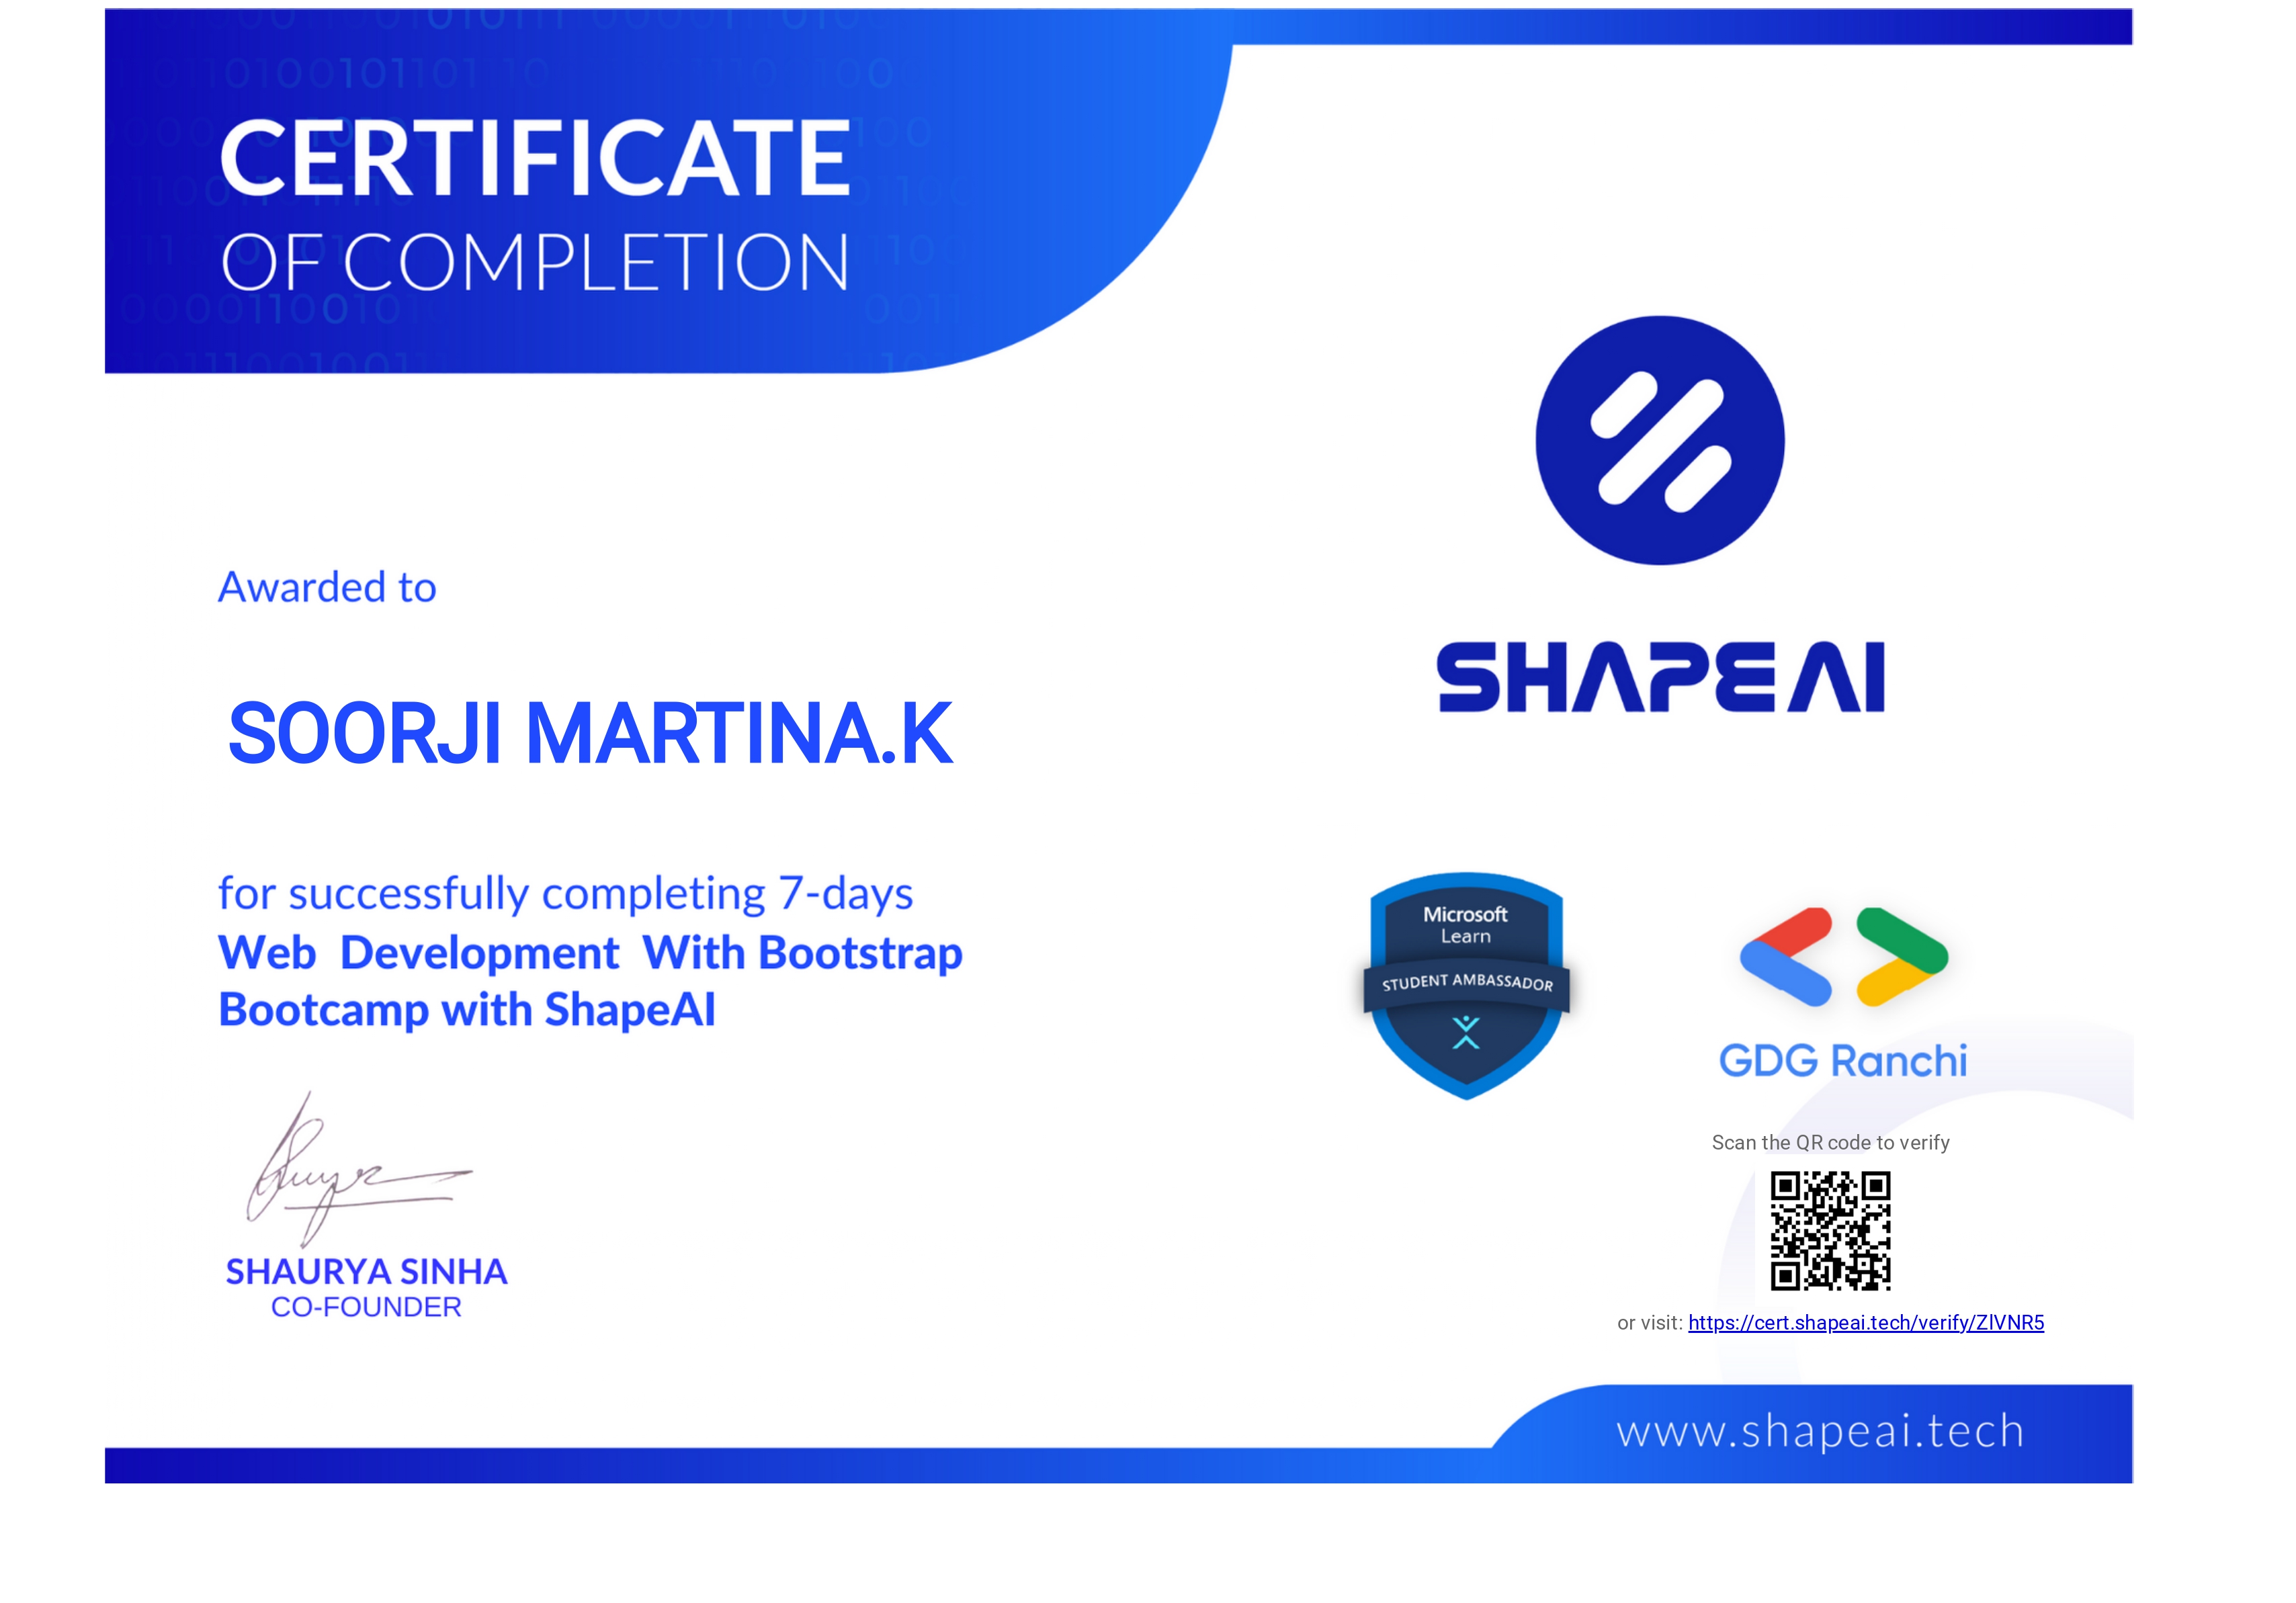 CERTIFICATE
OF COMPLETION
Awarded to
SOORJI MARTINA.K
for successfully completing 7-days
Web Development With Bootstrap
Bootcamp with ShapeAI
SHAURYA SINHA
CO-FOUNDER
SHAPEAI
Microsoft
Learn
STUDENT AMBASSADOR
GDG Ranchi
Scan the QR code to verify
or visit: https://cert.shapeai.tech/verify/ZlVNR5
www.shapeai.tech